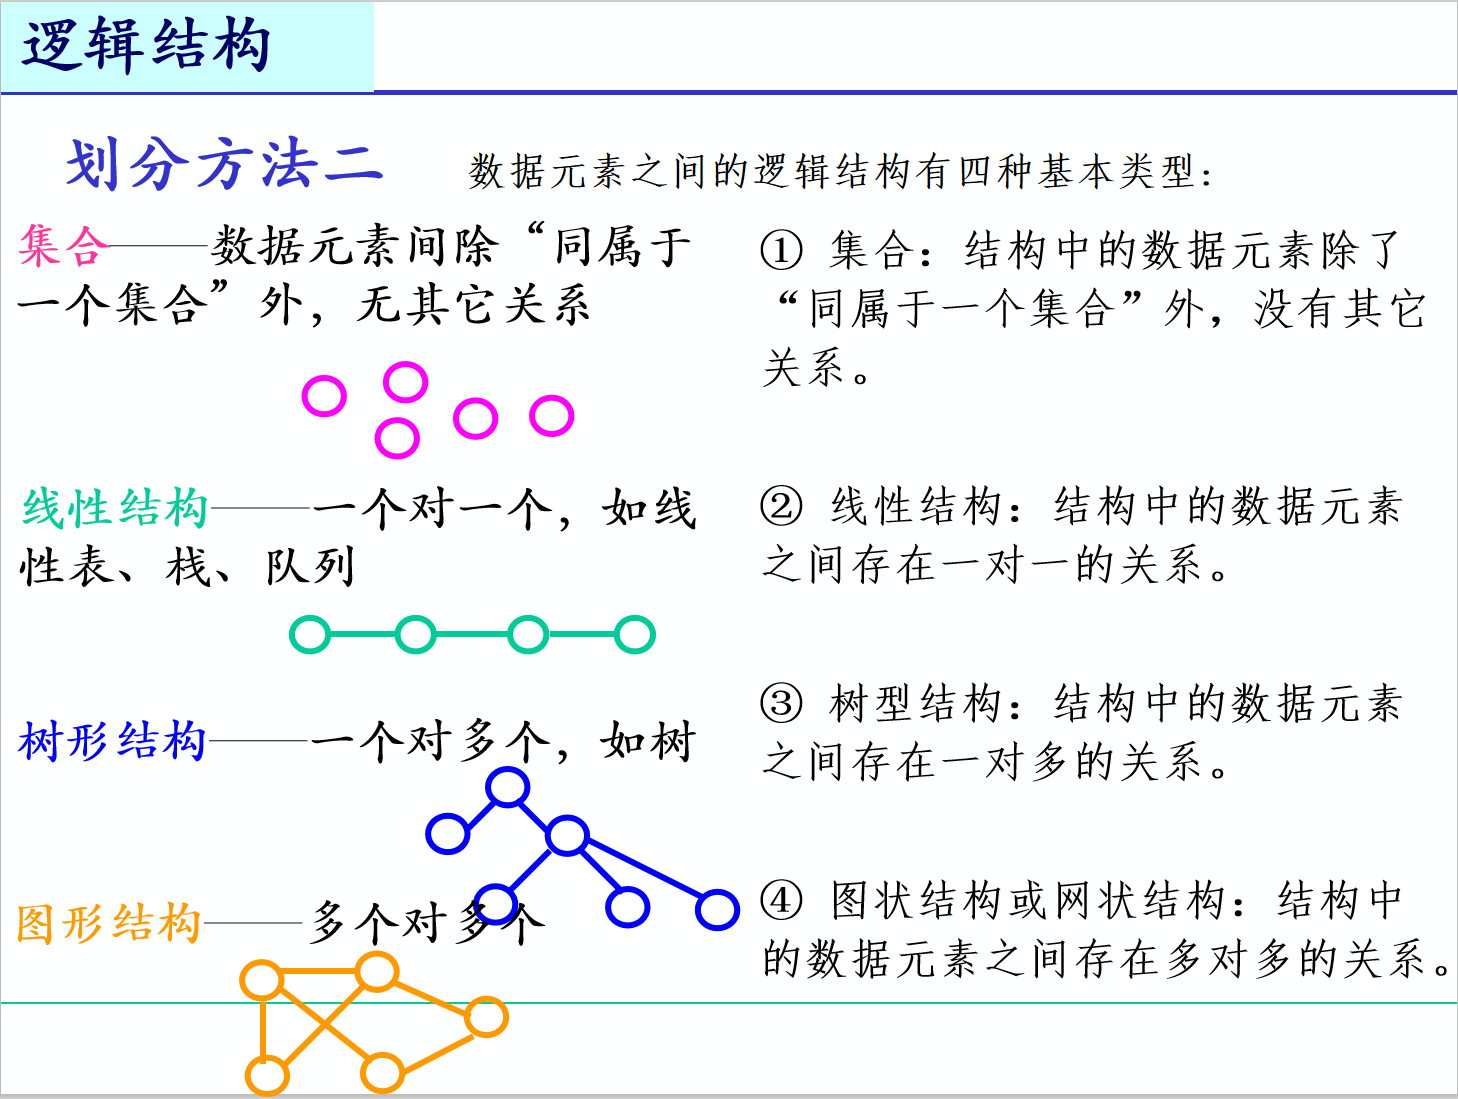 逻辑结构
划分方法二
数据元素之间的逻辑结构有四种基本类型：
集合——数据元素间除“同属于
一个集合”外，无其它关系
① 集合：结构中的数据元素除了
“同属于一个集合”外，没有其它
关系。
线性结构——一个对一个，如线
性表、栈、队列
② 线性结构：结构中的数据元素
之间存在一对一的关系。
树形结构——一个对多个，如树
③ 树型结构：结构中的数据元素
之间存在一对多的关系。
图形结构——多个对多个
④ 图状结构或网状结构：结构中
的数据元素之间存在多对多的关系。